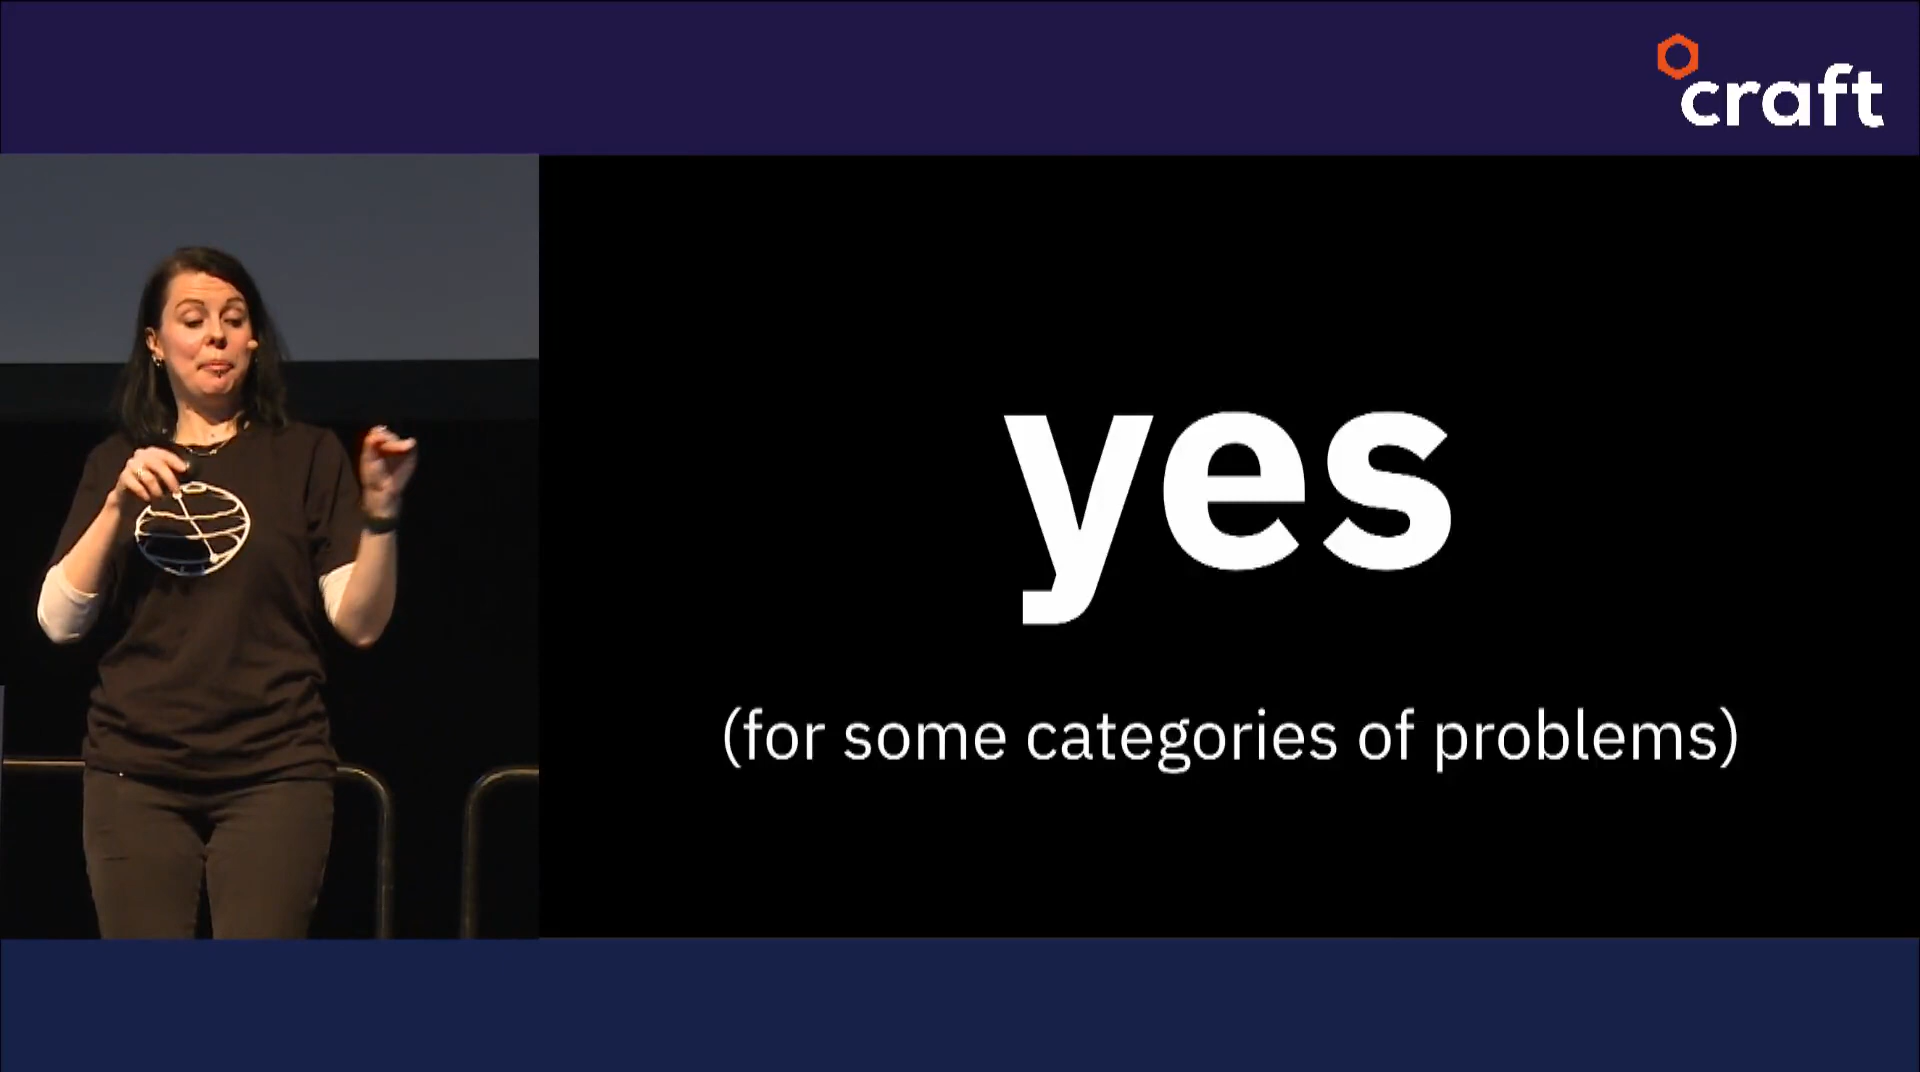 craft
yes
(for some categories of problems)